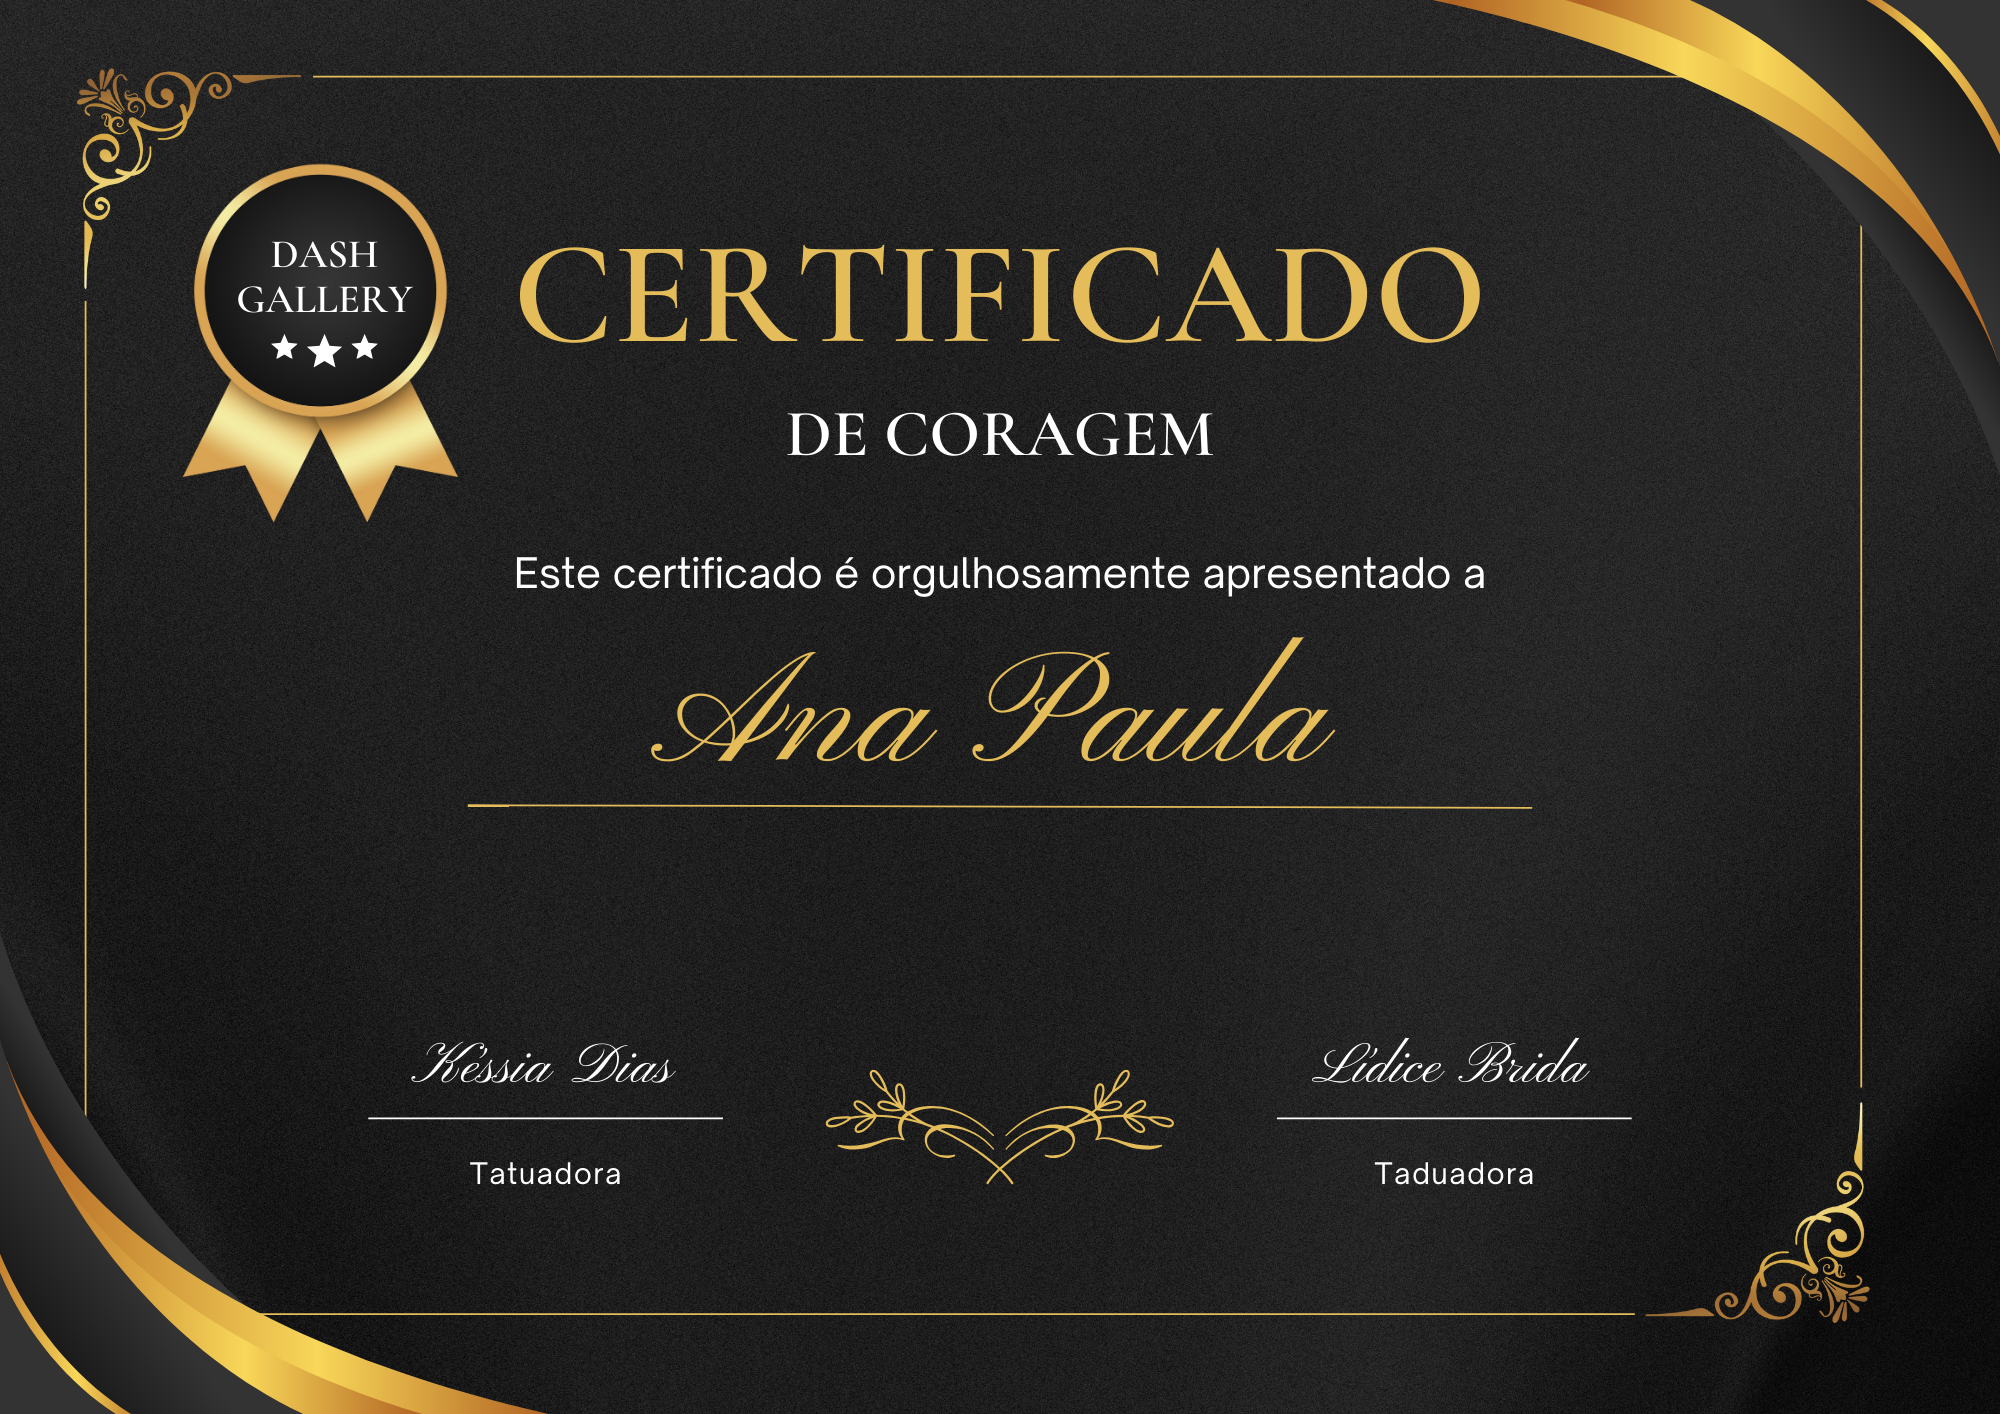 DASH
GALLERY
CERTIFICADO
DE CORAGEM
Este certificado é orgulhosamente apresentado a
Ana Paula
Késsia Dias
Tatuadora
Lídice Brida
Taduadora